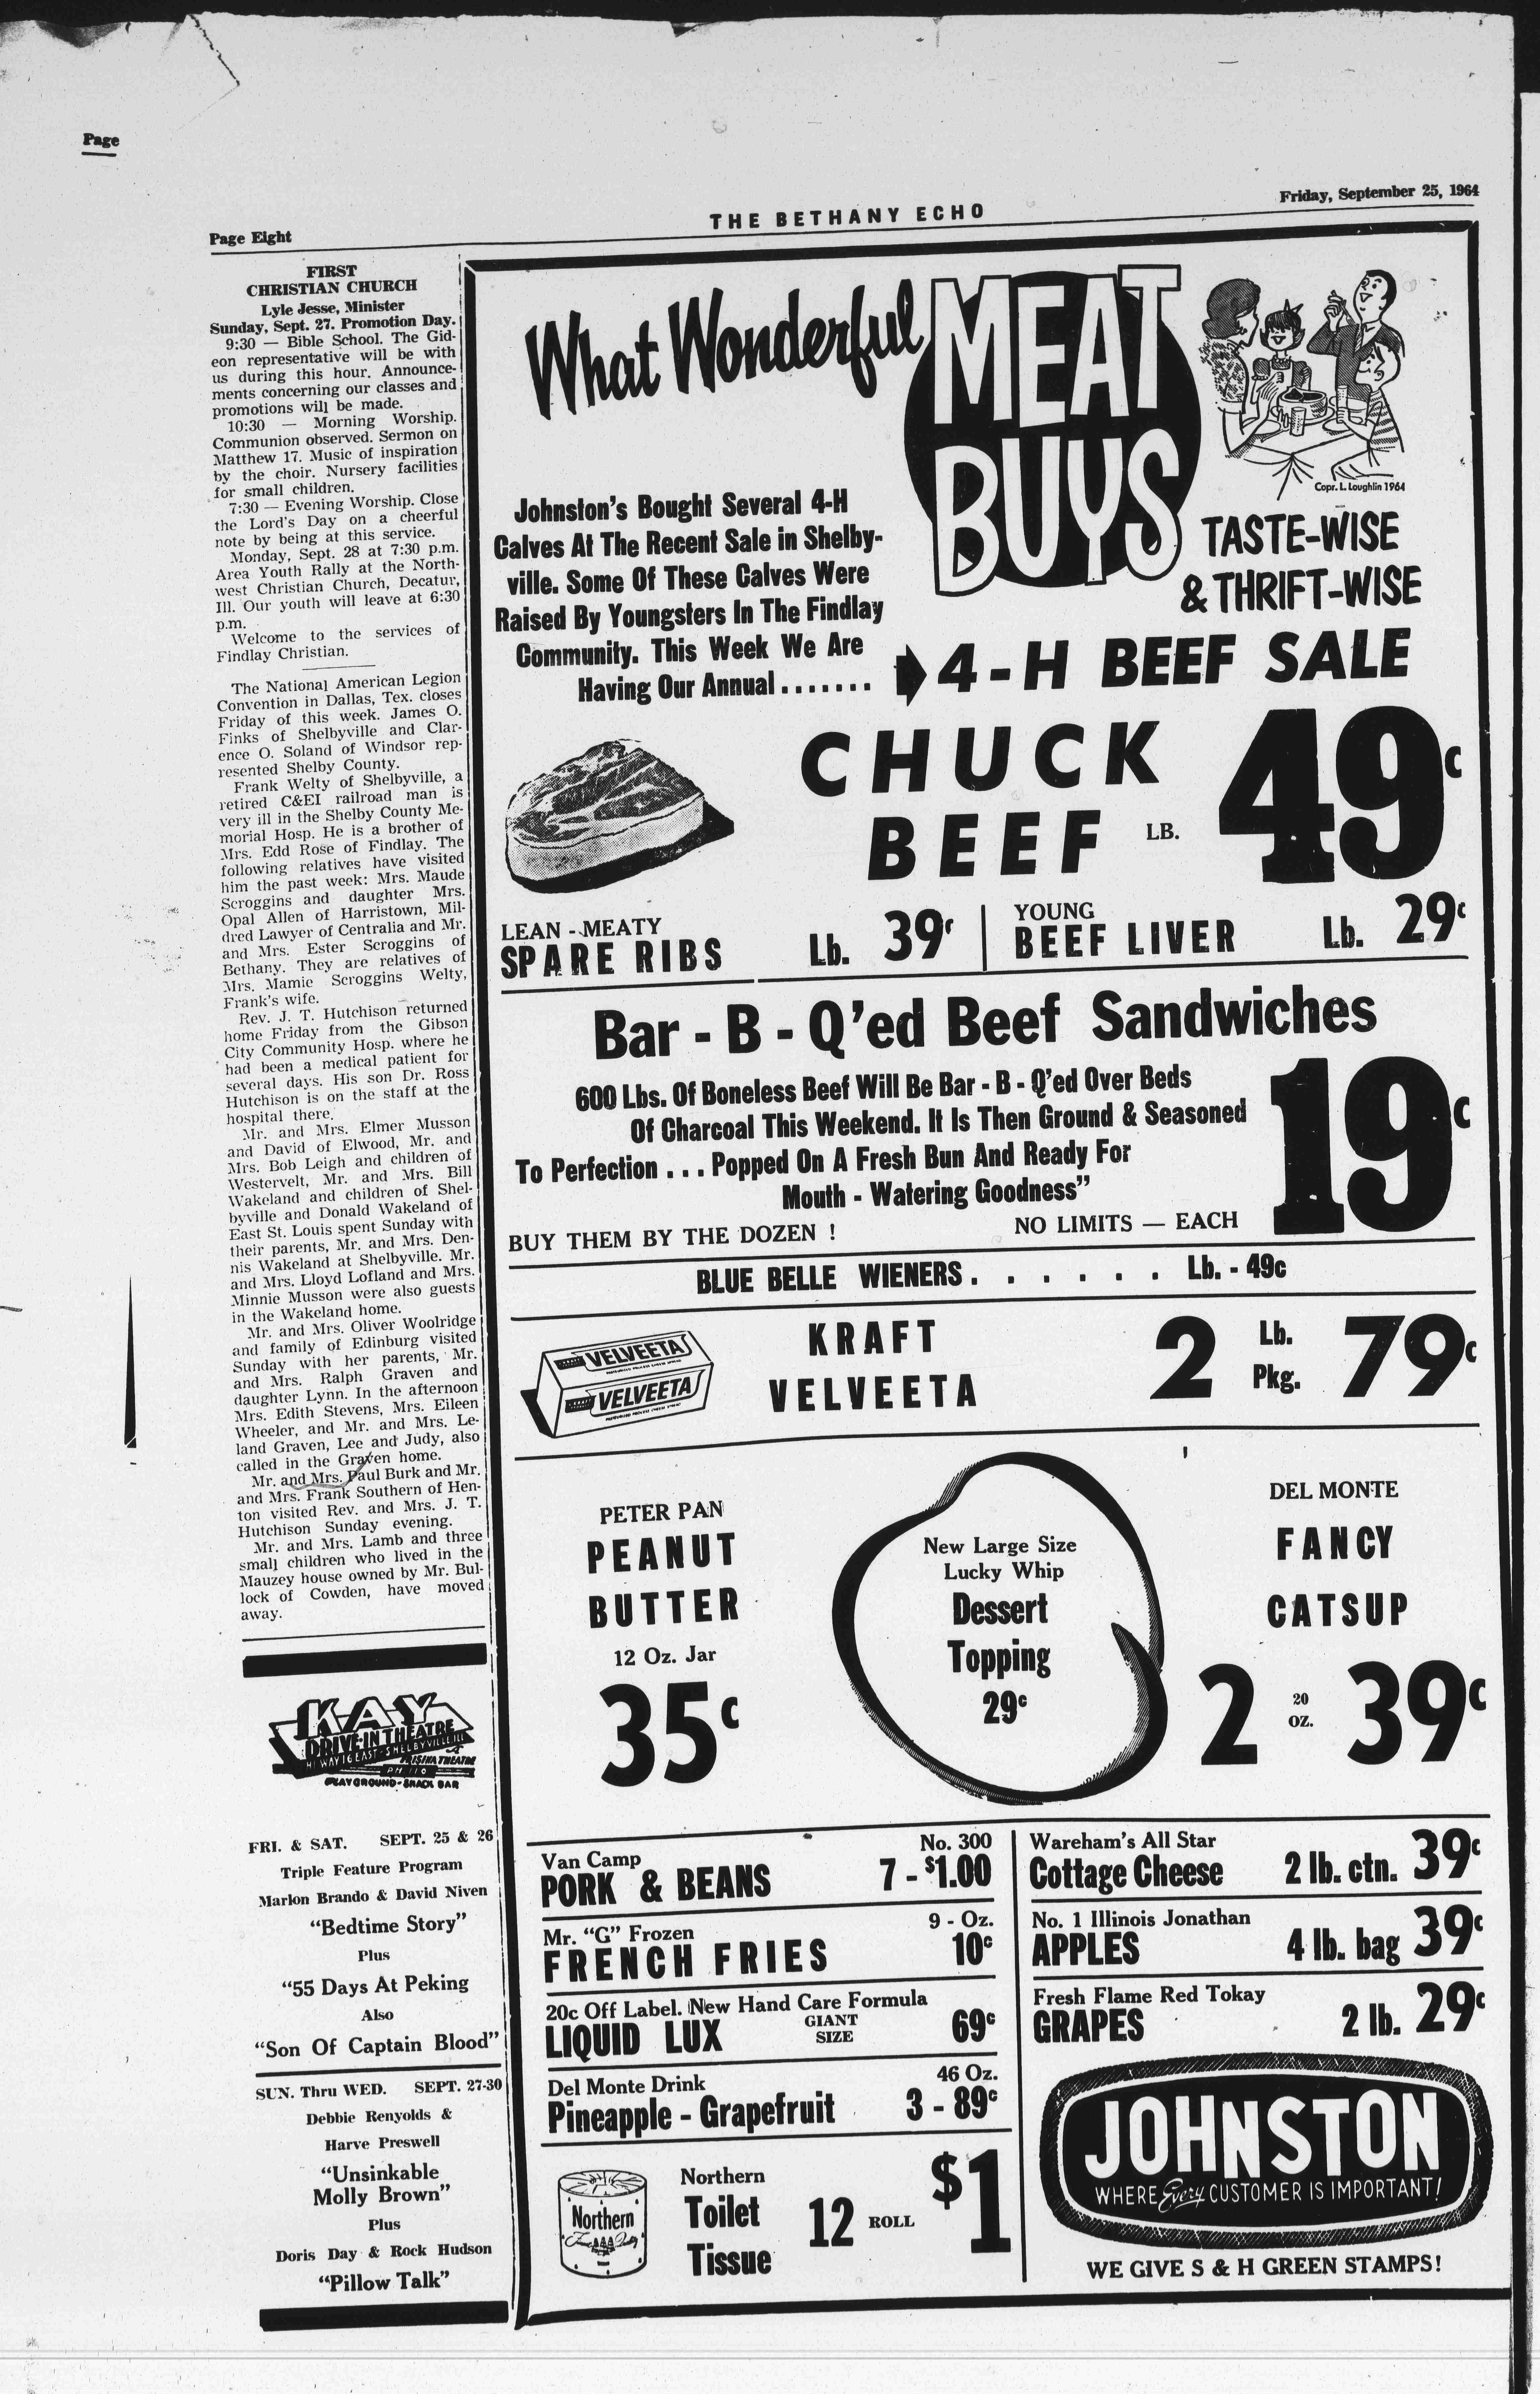 Page
Page Eight
THE BETHANY ECHO
Friday, September 25, 1964
FIRST
CHRISTIAN CHURCH
Lyle Jesse, Minister
Sunday, Sept. 27. Promotion Day.
9:30 — Bible School. The Gid-
eon representative will be with
us during this hour. Announce-
ments concerning our classes and
promotions will be made.
10:30 — Morning Worship.
Communion observed. Sermon on
Matthew 17. Music of inspiration
by the choir. Nursery facilities
for small children.
7:30 — Evening Worship. Close
the Lord's Day on a cheerful
note by being at this service.
Monday, Sept. 28 at 7:30 p.m.
Area Youth Rally at the North-
west Christian Church, Decatur,
Ill. Our youth will leave at 6:30
p.m.
Welcome to the services of
Findlay Christian.
The National American Legion
Convention in Dallas, Tex. closes
Friday of this week. James O.
Finks of Shelbyville and Clar-
ence O. Soland of Windsor rep-
resented Shelby County.
Frank Welty of Shelbyville, a
retired C&EI railroad man is
very ill in the Shelby County Me-
morial Hosp. He is a brother of
Mrs. Edd Rose of Findlay. The
following relatives have visited
him the past week: Mrs. Maude
Scroggins and daughter Mrs.
Opal Allen of Harristown, Mil-
dred Lawyer of Centralia and Mr.
and Mrs. Ester Scroggins of
Bethany. They are relatives of
Mrs. Mamie Scroggins Welty,
Frank's wife.
Rev. J. T. Hutchison returned
home Friday from the Gibson
City Community Hosp. where he
had been a medical patient for
several days. His son Dr. Ross
Hutchison is on the staff at the
hospital there.
Mr. and Mrs. Elmer Musson
and David of Elwood, Mr. and
Mrs. Bob Leigh and children of
Westervelt, Mr. and Mrs. Bill
Wakeland and children of Shel-
byville and Donald Wakeland of
East St. Louis spent Sunday with
their parents, Mr. and Mrs. Den-
nis Wakeland at Shelbyville. Mr.
and Mrs. Lloyd Lofland and Mrs.
Minnie Musson were also guests
in the Wakeland home.
Mr. and Mrs. Oliver Woolridge
and family of Edinburg visited
Sunday with her parents, Mr.
and Mrs. Ralph Graven and
daughter Lynn. In the afternoon
Mrs. Edith Stevens, Mrs. Eileen
Wheeler, and Mr. and Mrs. Le-
land Graven, Lee and Judy, also
called in the Graven home.
Mr. and Mrs. Paul Burk and Mr.
and Mrs. Frank Southern of Hen-
ton visited Rev. and Mrs. J. T.
Hutchison Sunday evening.
Mr. and Mrs. Lamb and three
small children who lived in the
Mauzey house owned by Mr. Bul-
lock of Cowden, have moved
away.
KAY
DRIVE-IN THEATRE
HI WAY 16 EAST - SHELBYVILLE ILL
A FRISINA THEATRE
PH 110
PLAYGROUND - SNACK BAR
FRI. & SAT. SEPT. 25 & 26
Triple Feature Program
Marlon Brando & David Niven
"Bedtime Story"
Plus
"55 Days At Peking
Also
"Son Of Captain Blood"
SUN. Thru WED. SEPT. 27-30
Debbie Renyolds &
Harve Preswell
"Unsinkable
Molly Brown"
Plus
Doris Day & Rock Hudson
"Pillow Talk"
What Wonderful
MEAT
BUYS
Copr. L. Loughlin 1964
TASTE-WISE
& THRIFT-WISE
Johnston's Bought Several 4-H
Calves At The Recent Sale in Shelby-
ville. Some Of These Calves Were
Raised By Youngsters In The Findlay
Community. This Week We Are
Having Our Annual.......
4-H BEEF SALE
CHUCK
BEEF LB. 49c
LEAN - MEATY
SPARE RIBS Lb. 39c
YOUNG
BEEF LIVER Lb. 29c
Bar - B - Q'ed Beef Sandwiches
600 Lbs. Of Boneless Beef Will Be Bar - B - Q'ed Over Beds
Of Charcoal This Weekend. It Is Then Ground & Seasoned
To Perfection . . . Popped On A Fresh Bun And Ready For
Mouth - Watering Goodness"
BUY THEM BY THE DOZEN ! NO LIMITS — EACH
19c
BLUE BELLE WIENERS . . . . . . . Lb. - 49c
VELVEETA
VELVEETA
KRAFT
VELVEETA
2 Lb.
Pkg. 79c
PETER PAN
PEANUT
BUTTER
12 Oz. Jar
35c
New Large Size
Lucky Whip
Dessert
Topping
29c
DEL MONTE
FANCY
CATSUP
2 20
OZ. 39c
Van Camp No. 300
PORK & BEANS 7 - $1.00
Mr. "G" Frozen 9 - Oz.
FRENCH FRIES 10c
20c Off Label. New Hand Care Formula
LIQUID LUX GIANT
SIZE 69c
Del Monte Drink 46 Oz.
Pineapple - Grapefruit 3 - 89c
Northern
Northern
Toilet
Tissue
12 ROLL $1
Wareham's All Star
Cottage Cheese 2 lb. ctn. 39c
No. 1 Illinois Jonathan
APPLES 4 lb. bag 39c
Fresh Flame Red Tokay
GRAPES 2 lb. 29c
JOHNSTON
WHERE Every CUSTOMER IS IMPORTANT!
WE GIVE S & H GREEN STAMPS!